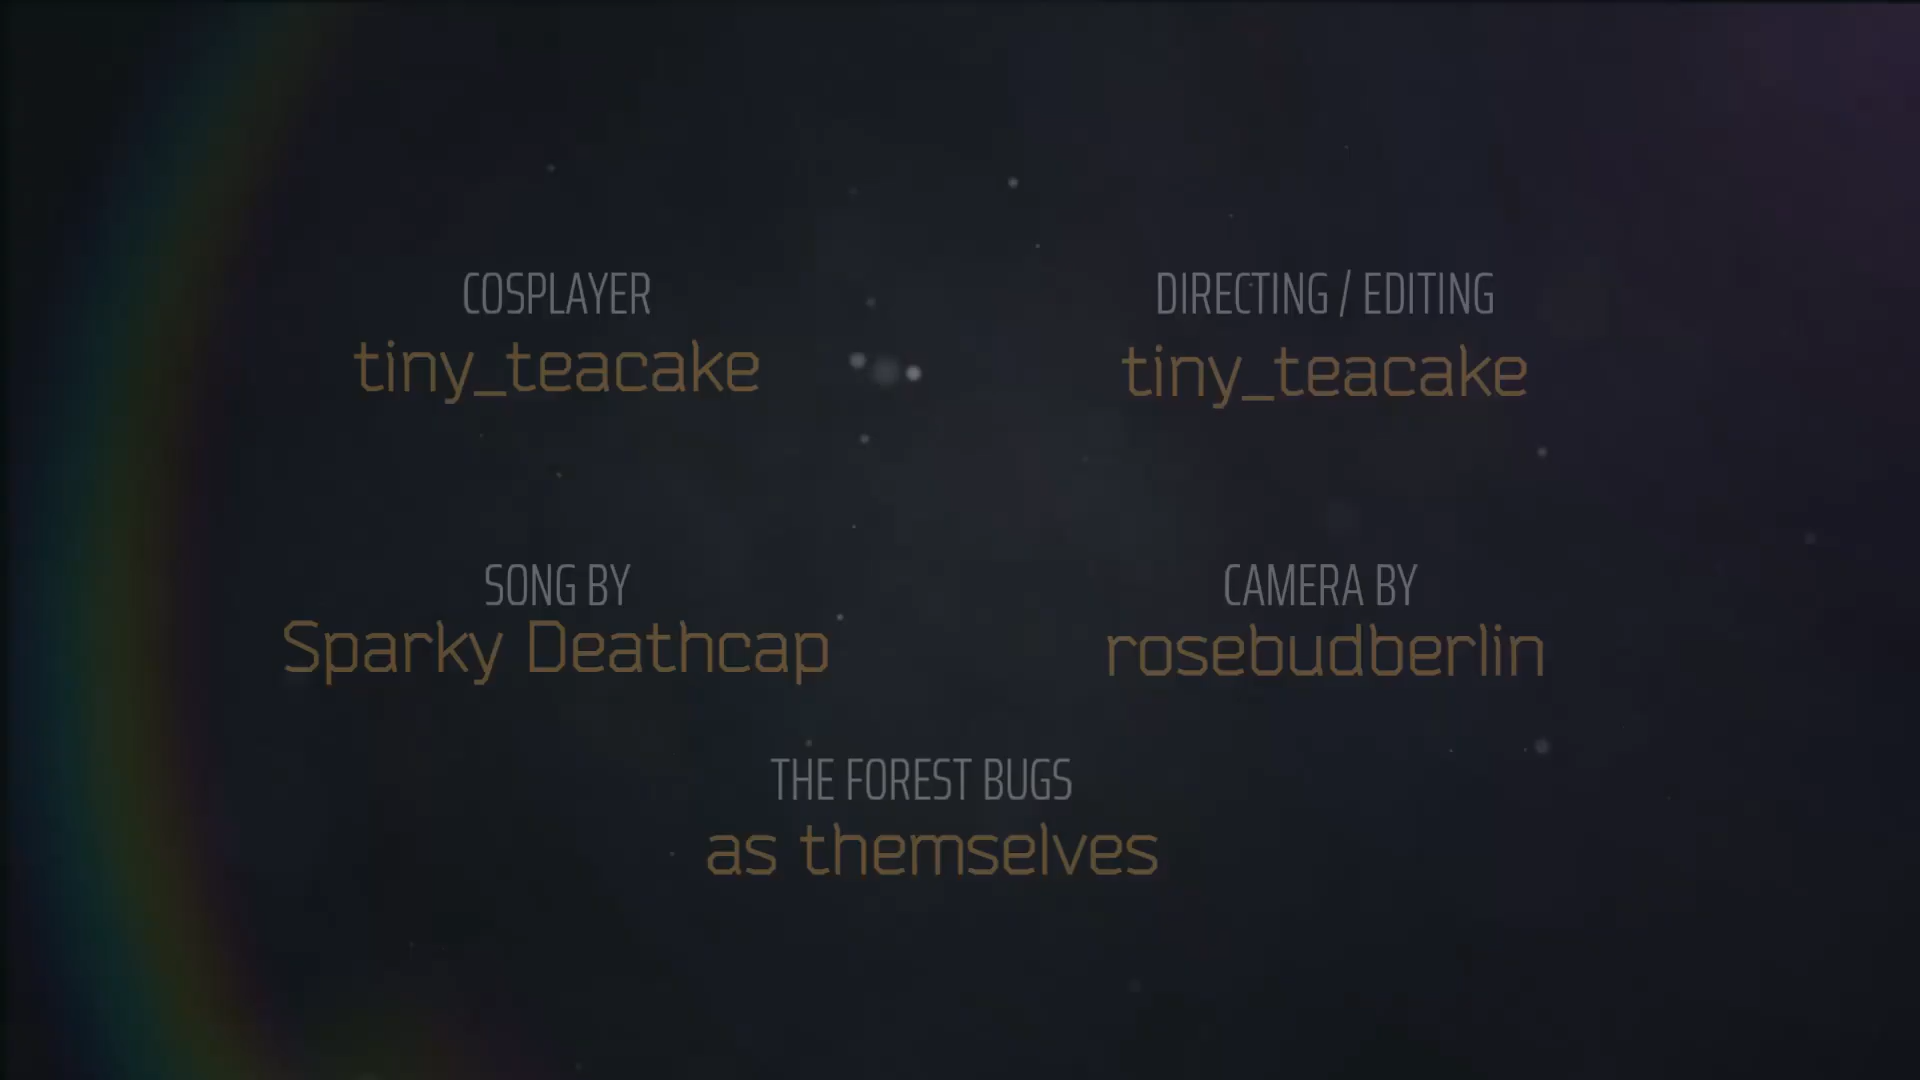 COSPLAYER
tiny_teacake
DIRECTING / EDITING
tiny_teacake
SONG BY
Sparky Deathcap
CAMERA BY
rosebudberlin
THE FOREST BUGS
as themselves